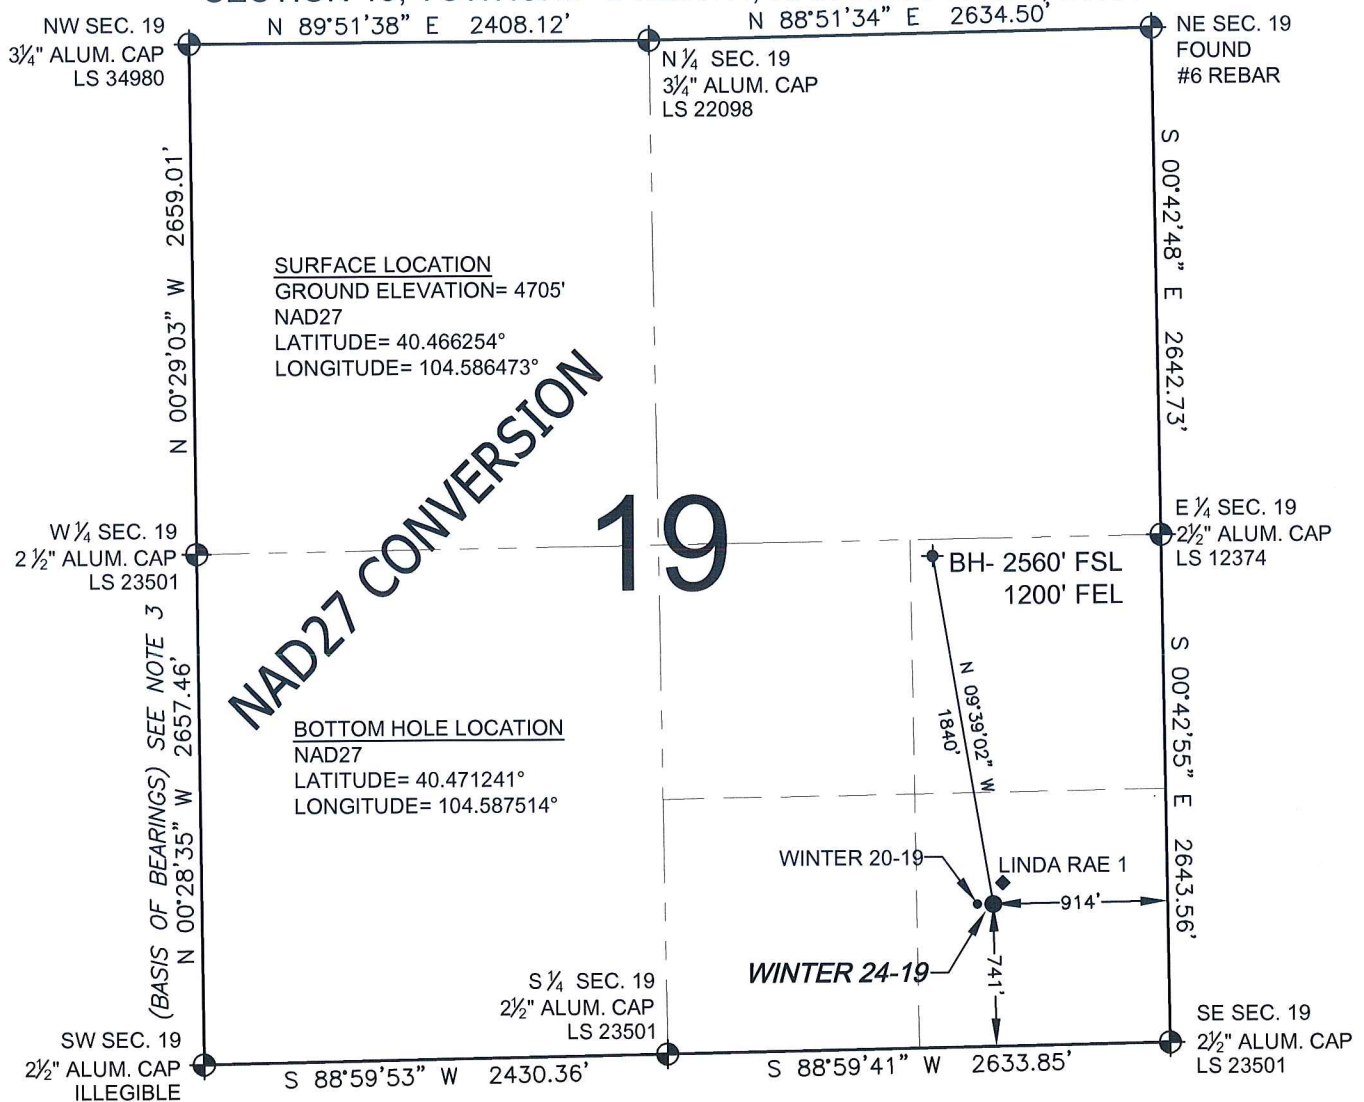 N 89°51'38" E 2408.12'
N 88°51'34" E 2634.50'
NW SEC. 19
3¼" ALUM. CAP
LS 34980
N ¼ SEC. 19
3¼" ALUM. CAP
LS 22098
NE SEC. 19
FOUND
#6 REBAR
N 00°29'03" W 2659.01'
S 00°42'48" E 2642.73'
SURFACE LOCATION
GROUND ELEVATION= 4705'
NAD27
LATITUDE= 40.466254°
LONGITUDE= 104.586473°
NAD27 CONVERSION
19
W ¼ SEC. 19
2 ½" ALUM. CAP
LS 23501
E ¼ SEC. 19
2½" ALUM. CAP
LS 12374
BH- 2560' FSL
1200' FEL
(BASIS OF BEARINGS) SEE NOTE 3
N 00°28'35" W 2657.46'
N 09°39'02" W
1840'
S 00°42'55" E 2643.56'
BOTTOM HOLE LOCATION
NAD27
LATITUDE= 40.471241°
LONGITUDE= 104.587514°
WINTER 20-19
LINDA RAE 1
914'
WINTER 24-19
741'
S ¼ SEC. 19
2½" ALUM. CAP
LS 23501
SW SEC. 19
2½" ALUM. CAP
ILLEGIBLE
SE SEC. 19
2½" ALUM. CAP
LS 23501
S 88°59'53" W 2430.36'
S 88°59'41" W 2633.85'